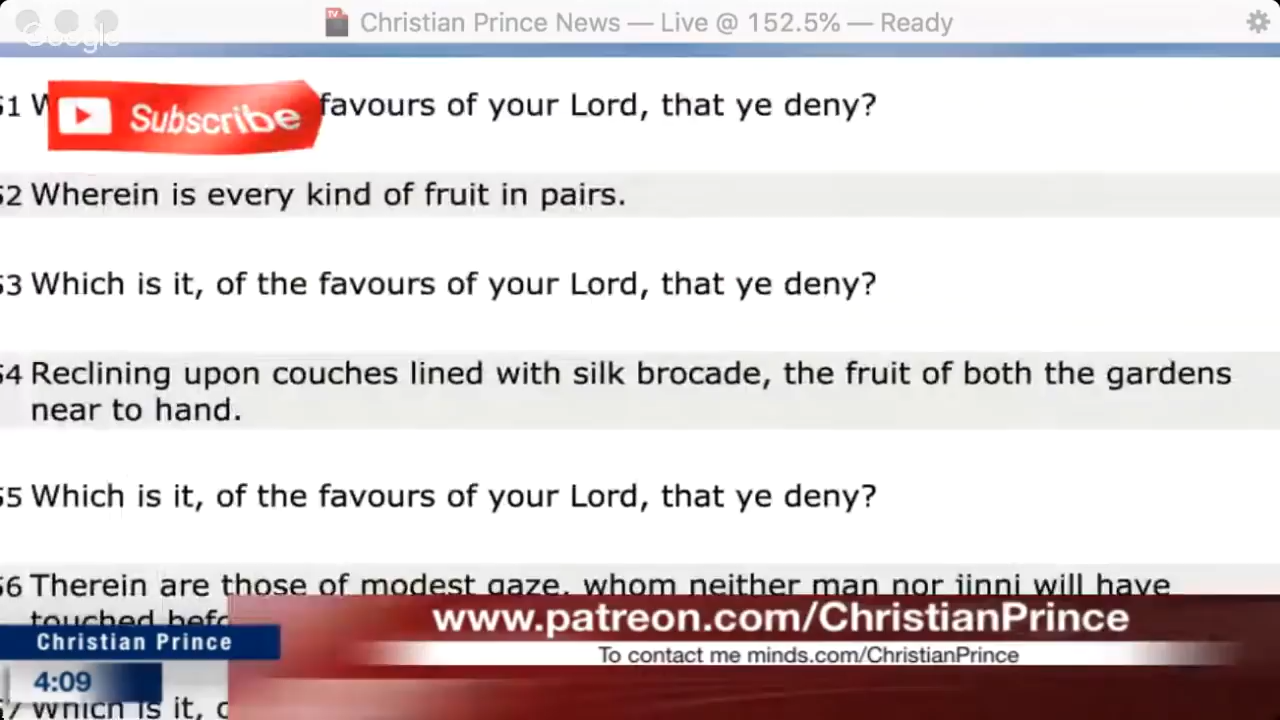 Christian Prince News — Live @ 152.5% — Ready
Google
51 W
Subscribe
favours of your Lord, that ye deny?
52 Wherein is every kind of fruit in pairs.
53 Which is it, of the favours of your Lord, that ye deny?
54 Reclining upon couches lined with silk brocade, the fruit of both the gardens
near to hand.
55 Which is it, of the favours of your Lord, that ye deny?
56 Therein are those of modest gaze, whom neither man nor jinni will have
touched
www.patreon.com/ChristianPrince
Christian Prince
To contact me minds.com/ChristianPrince
4:09
Which is it,